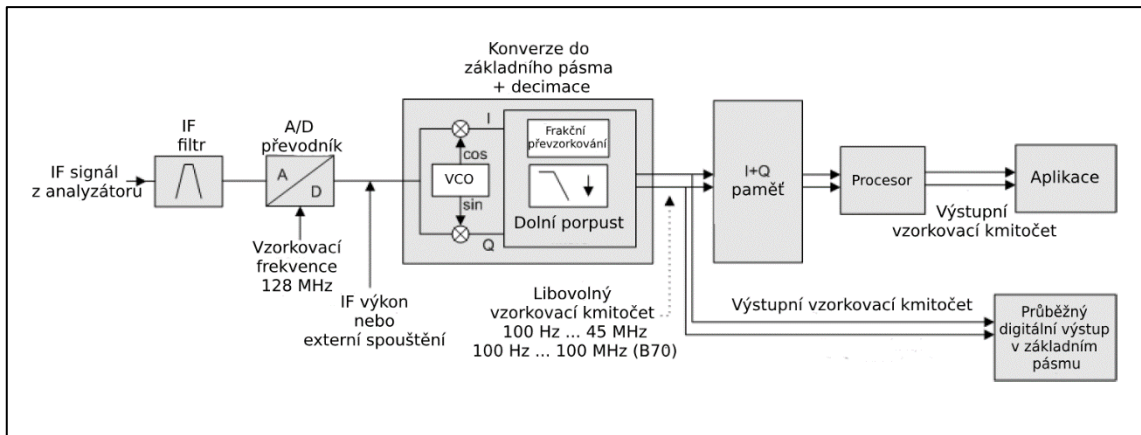 Konverze do
základního pásma
+ decimace
IF
filtr
A/D
převodník
IF signál
z analyzátoru
A
D
I
cos
VCO
sin
Q
Frakční
převzorkování
Dolní porpust
I+Q
paměť
Procesor
Aplikace
Výstupní
vzorkovací kmitočet
Vzorkovací
frekvence
128 MHz
IF výkon
nebo
externí spouštění
Libovolný
vzorkovací kmitočet
100 Hz ... 45 MHz
100 Hz ... 100 MHz (B70)
Výstupní vzorkovací kmitočet
Průběžný
digitální výstup
v základním
pásmu